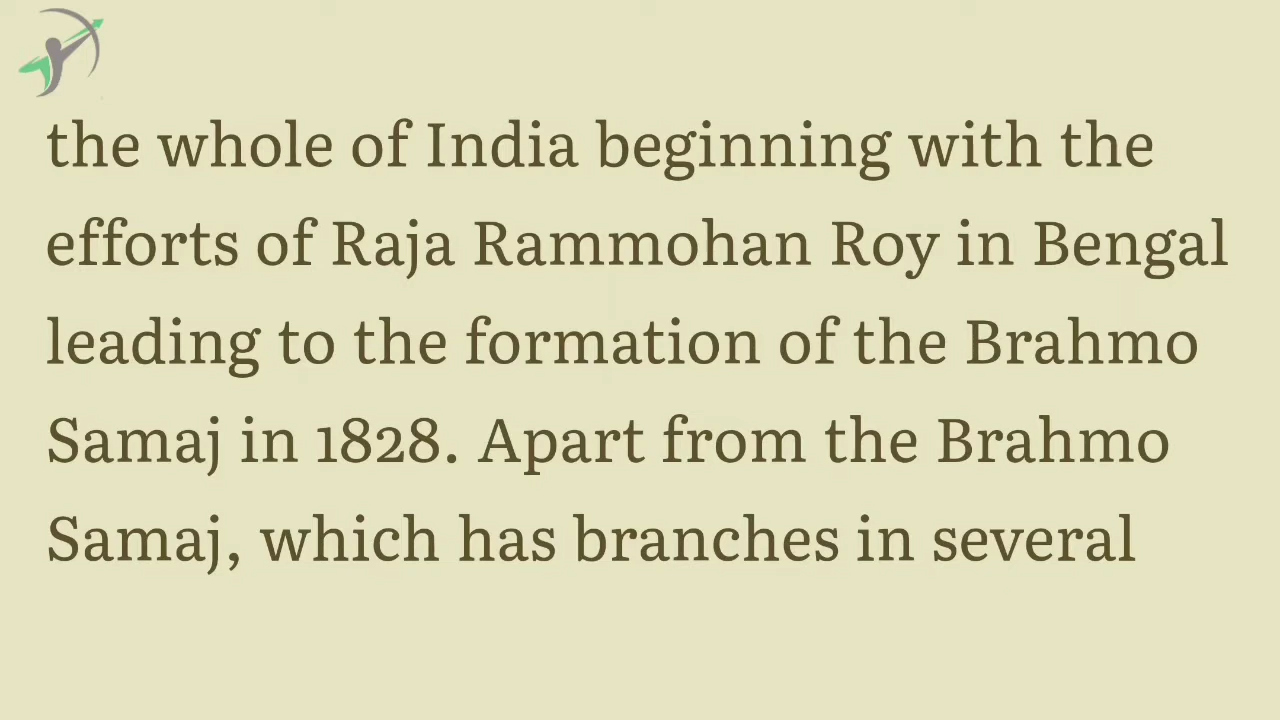 the whole of India beginning with the
efforts of Raja Rammohan Roy in Bengal
leading to the formation of the Brahmo
Samaj in 1828. Apart from the Brahmo
Samaj, which has branches in several